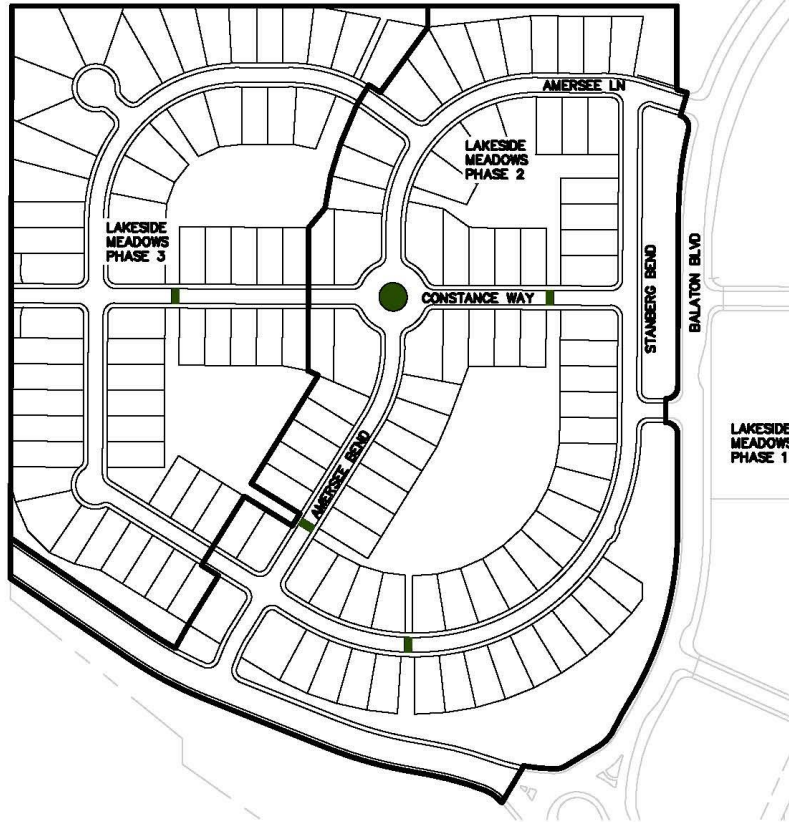 AMERSEE LN
LAKESIDE
MEADOWS
PHASE 2
LAKESIDE
MEADOWS
PHASE 3
STANBERG BEND
BALATON BLVD
CONSTANCE WAY
LAKESIDE
MEADOWS
PHASE 1
AMERSEE BEND